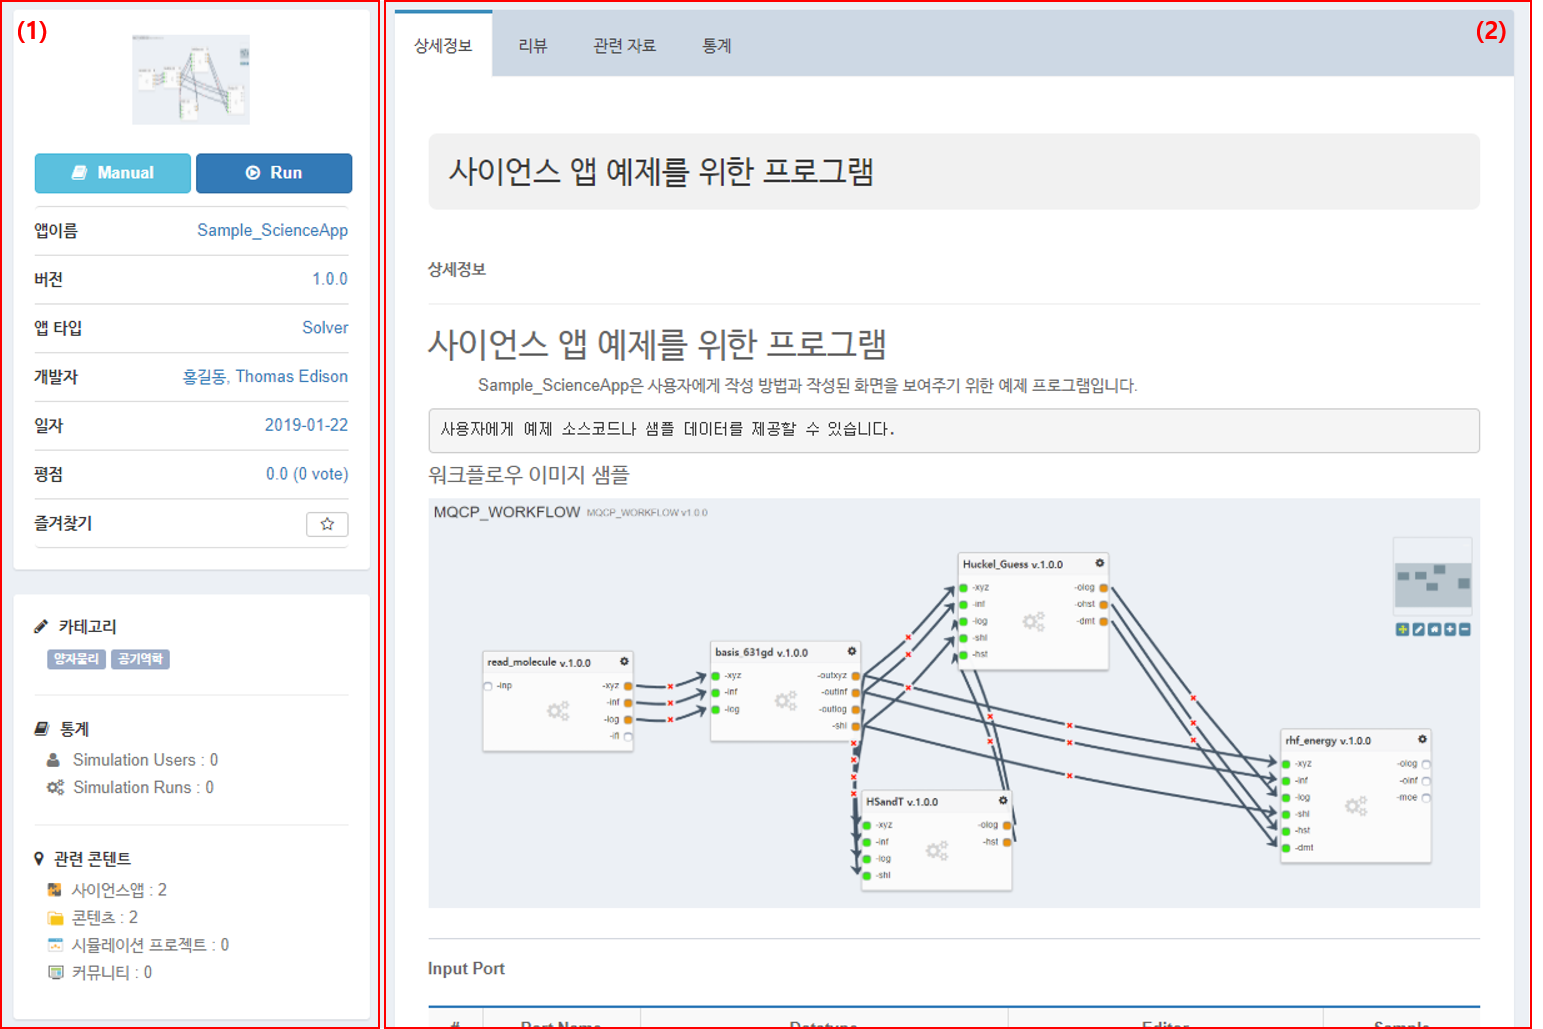 (1)
Manual
Run
앱이름 Sample_ScienceApp
버전 1.0.0
앱 타입 Solver
개발자 홍길동, Thomas Edison
일자 2019-01-22
평점 0.0 (0 vote)
즐겨찾기
카테고리
양자물리 공기역학
통계
Simulation Users : 0
Simulation Runs : 0
관련 콘텐트
사이언스앱 : 2
콘텐츠 : 2
시뮬레이션 프로젝트 : 0
커뮤니티 : 0
(2)
상세정보 리뷰 관련 자료 통계
사이언스 앱 예제를 위한 프로그램
상세정보
사이언스 앱 예제를 위한 프로그램
Sample_ScienceApp은 사용자에게 작성 방법과 작성된 화면을 보여주기 위한 예제 프로그램입니다.
사용자에게 예제 소스코드나 샘플 데이터를 제공할 수 있습니다.
워크플로우 이미지 샘플
MQCP_WORKFLOW MQCP_WORKFLOW v1.0.0
read_molecule v.1.0.0
-inp -xyz
-inf
-log
-ifl
basis_631gd v.1.0.0
-xyz -outxyz
-inf -outinf
-log -outlog
-shl
Huckel_Guess v.1.0.0
-xyz -olog
-inf -ohst
-log -dmt
-shl
-hst
HSandT v.1.0.0
-xyz -olog
-inf -hst
-log
-shl
rhf_energy v.1.0.0
-xyz -olog
-inf -oinf
-log -moe
-shl
-hst
-dmt
Input Port
# Port Name Datatype Editor Sample